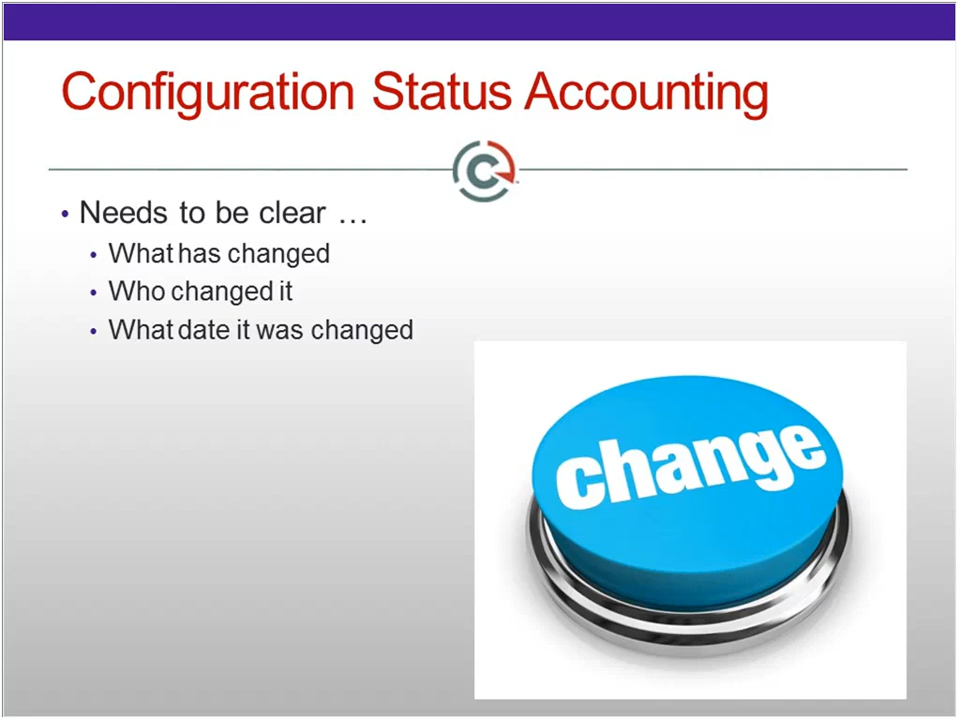 Configuration Status Accounting
C
• Needs to be clear …
• What has changed
• Who changed it
• What date it was changed
change